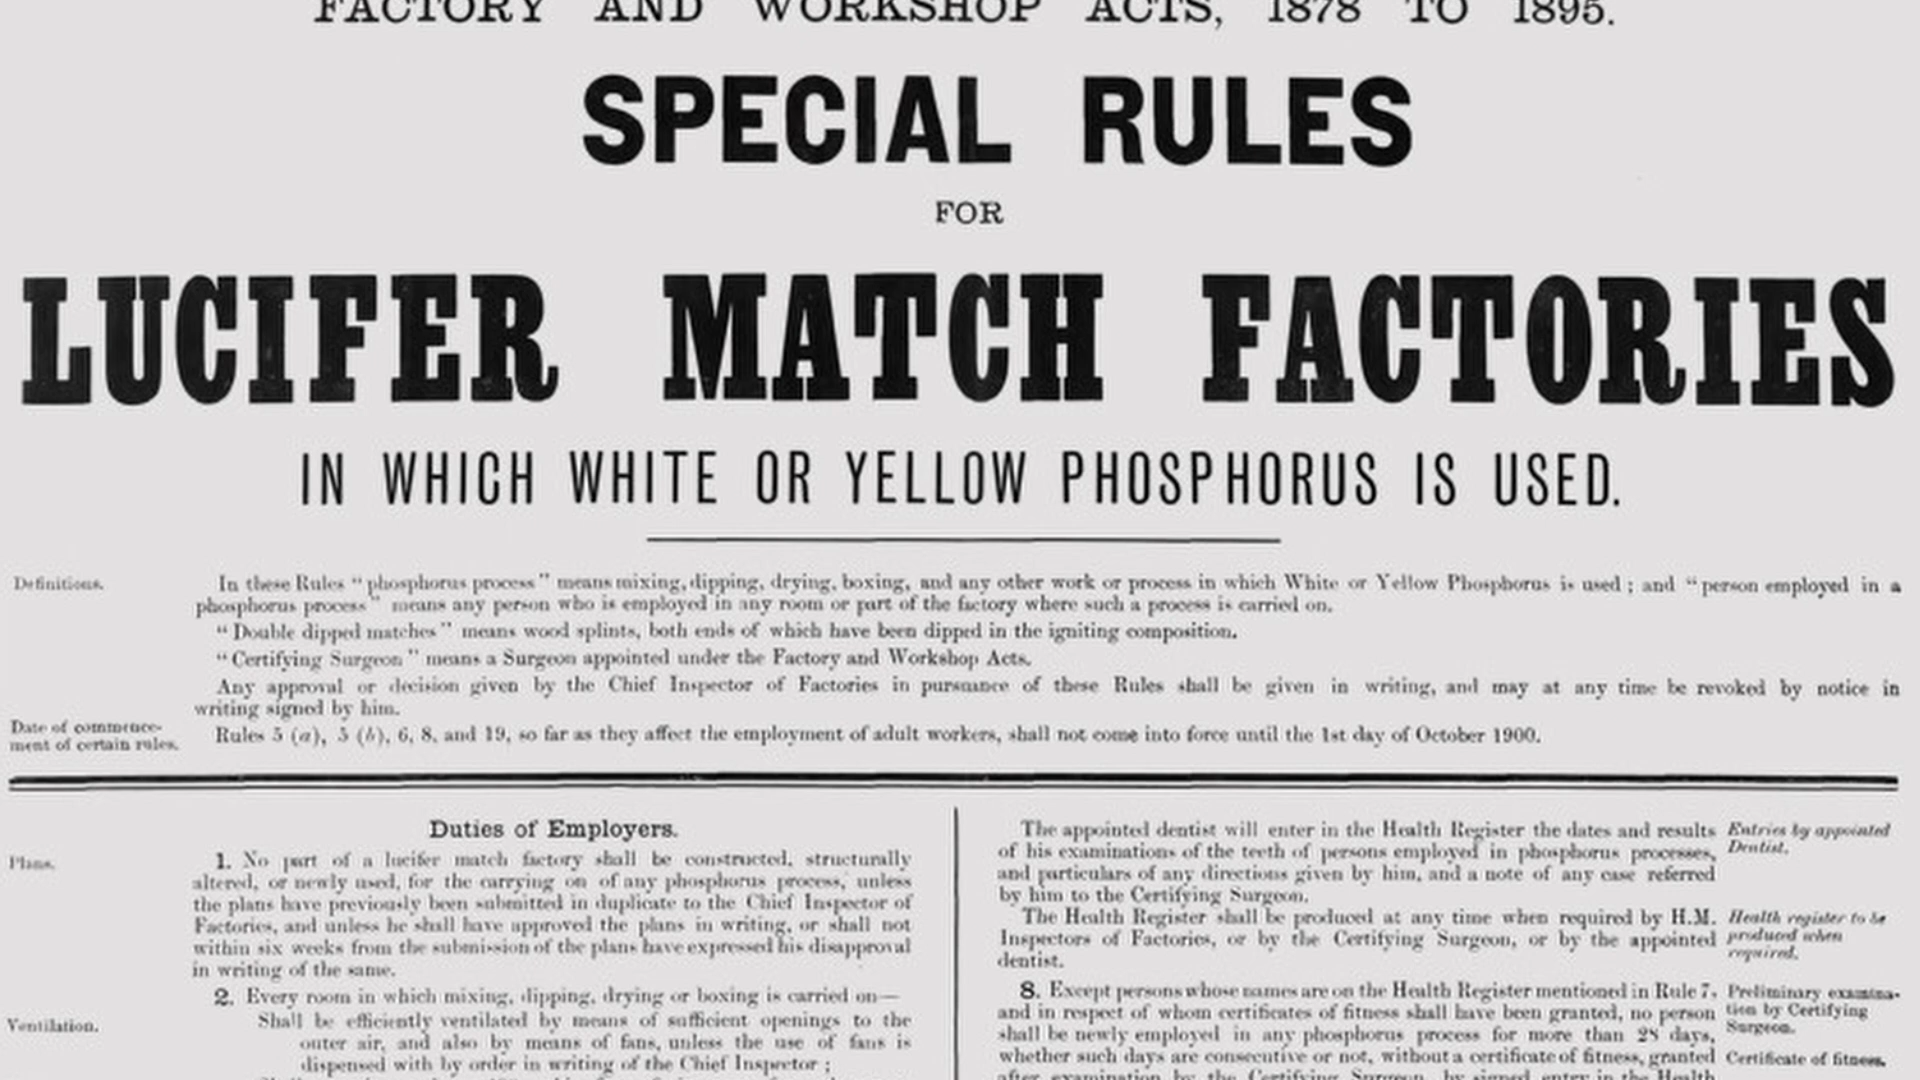 FACTORY AND WORKSHOP ACTS, 1878 TO 1895.
SPECIAL RULES
FOR
LUCIFER MATCH FACTORIES
IN WHICH WHITE OR YELLOW PHOSPHORUS IS USED.
Definitions.
In these Rules “phosphorus process” means mixing, dipping, drying, boxing, and any other work or process in which White or Yellow Phosphorus is used; and “person employed in a
phosphorus process” means any person who is employed in any room or part of the factory where such a process is carried on.
“Double dipped matches” means wood splints, both ends of which have been dipped in the igniting composition.
“Certifying Surgeon” means a Surgeon appointed under the Factory and Workshop Acts.
Any approval or decision given by the Chief Inspector of Factories in pursuance of these Rules shall be given in writing, and may at any time be revoked by notice in
writing signed by him.
Date of commence-
ment of certain rules.
Rules 5 (a), 5 (b), 6, 8, and 19, so far as they affect the employment of adult workers, shall not come into force until the 1st day of October 1900.
Duties of Employers.
Plans.
1. No part of a lucifer match factory shall be constructed, structurally
altered, or newly used, for the carrying on of any phosphorus process, unless
the plans have previously been submitted in duplicate to the Chief Inspector of
Factories, and unless he shall have approved the plans in writing, or shall not
within six weeks from the submission of the plans have expressed his disapproval
in writing of the same.
2. Every room in which mixing, dipping, drying or boxing is carried on—
Ventilation.
Shall be efficiently ventilated by means of sufficient openings to the
outer air, and also by means of fans, unless the use of fans is
dispensed with by order in writing of the Chief Inspector;
The appointed dentist will enter in the Health Register the dates and results
of his examinations of the teeth of persons employed in phosphorus processes,
and particulars of any directions given by him, and a note of any case referred
by him to the Certifying Surgeon.
Entries by appointed
Dentist.
The Health Register shall be produced at any time when required by H.M.
Inspectors of Factories, or by the Certifying Surgeon, or by the appointed
dentist.
Health register to be
produced when
required.
8. Except persons whose names are on the Health Register mentioned in Rule 7,
and in respect of whom certificates of fitness shall have been granted, no person
shall be newly employed in any phosphorus process for more than 28 days,
whether such days are consecutive or not, without a certificate of fitness, granted
after examination by the Certifying Surgeon, by signed entry in the Health
Preliminary examina-
tion by Certifying
Surgeon.
Certificate of fitness.